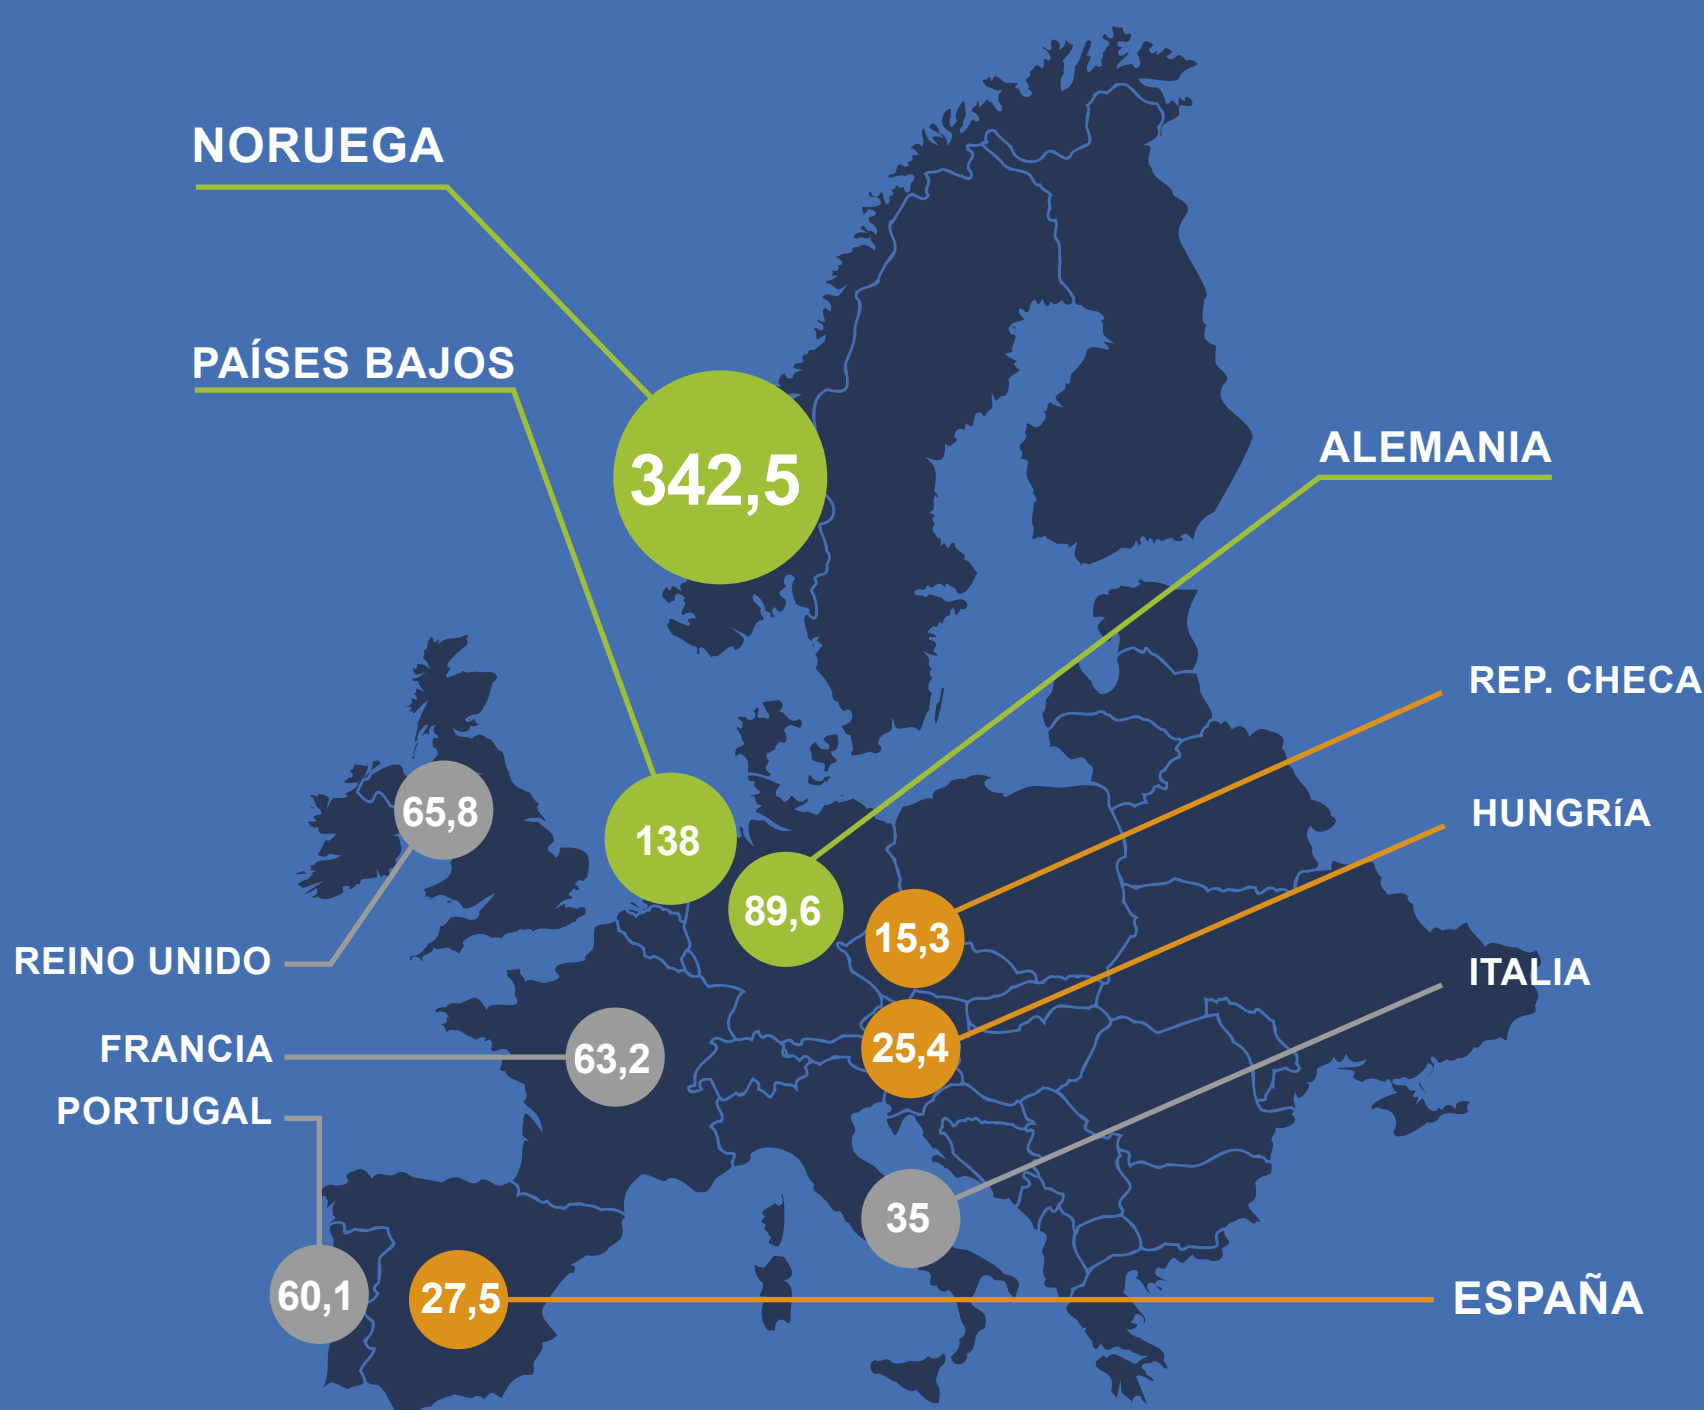 NORUEGA
342,5
PAÍSES BAJOS
138
ALEMANIA
89,6
REP. CHECA
15,3
HUNGRíA
25,4
REINO UNIDO
65,8
ITALIA
35
FRANCIA
63,2
PORTUGAL
60,1
ESPAÑA
27,5